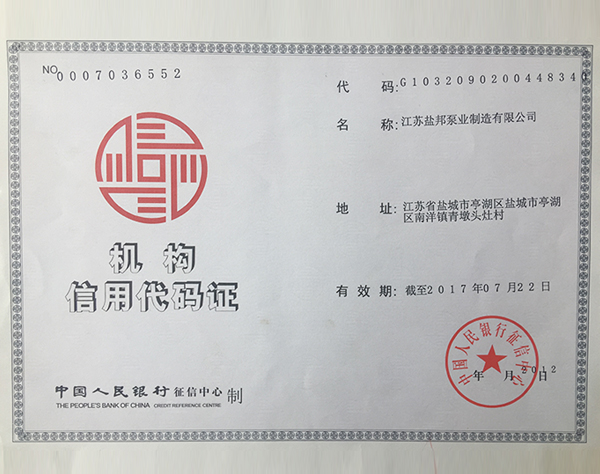 NO 0007036552
代 码: G1032090200448340
名 称: 江苏盐邦泵业制造有限公司
地 址: 江苏省盐城市亭湖区盐城市亭湖
区南洋镇青墩头灶村
机构
信用代码证
有 效 期: 截至2017年07月22日
中国人民银行征信中心
2012
年 月 日
中国人民银行 征信中心 制
THE PEOPLE'S BANK OF CHINA CREDIT REFERENCE CENTRE